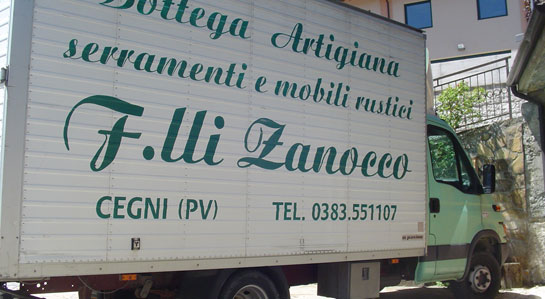 Bottega Artigiana
serramenti e mobili rustici
F.lli Zanocco
CEGNI (PV) TEL. 0383.551107